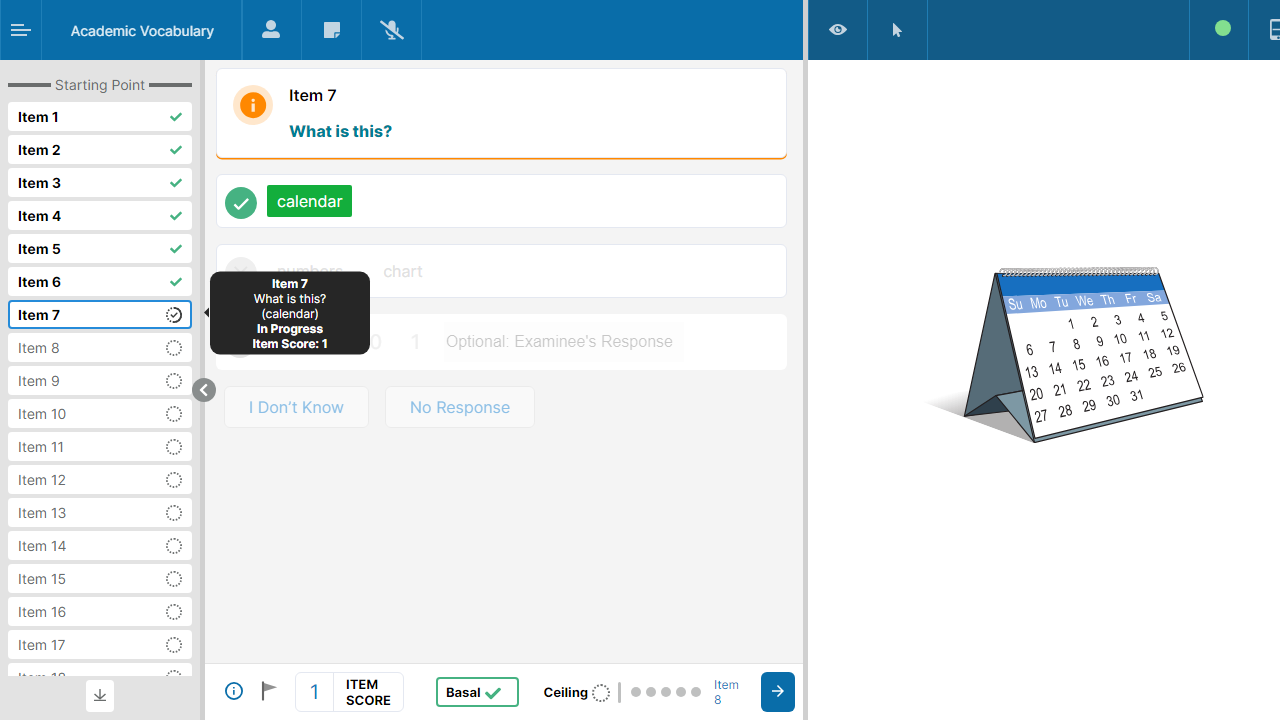 Academic Vocabulary
Starting Point
Item 1
Item 2
Item 3
Item 4
Item 5
Item 6
Item 7
Item 8
Item 9
Item 10
Item 11
Item 12
Item 13
Item 14
Item 15
Item 16
Item 17
Item 18
Item 7
What is this?
calendar
numbers chart
Item 7
What is this?
(calendar)
In Progress
Item Score: 1
0 1 Optional: Examinee's Response
I Don't Know No Response
1 ITEM SCORE
Basal
Ceiling
Item 8
Su Mo Tu We Th Fr Sa
1 2 3 4 5
6 7 8 9 10 11 12
13 14 15 16 17 18 19
20 21 22 23 24 25 26
27 28 29 30 31